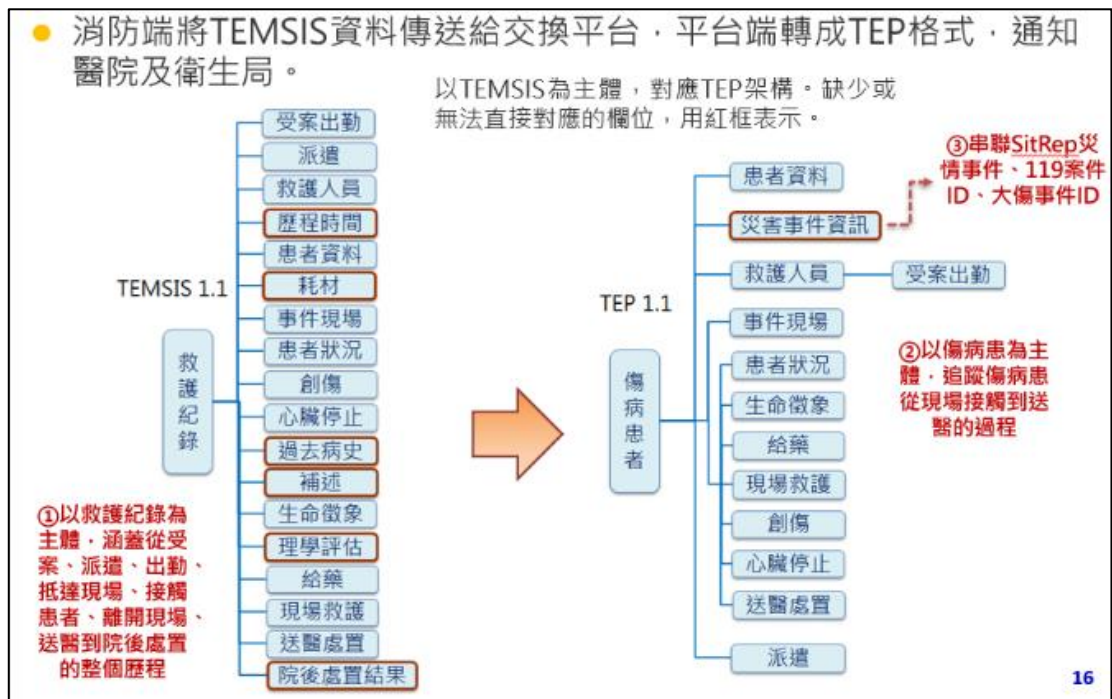 消防端將TEMSIS資料傳送給交換平台，平台端轉成TEP格式，通知
醫院及衛生局。
以TEMSIS為主體，對應TEP架構。缺少或
無法直接對應的欄位，用紅框表示。
TEMSIS 1.1
救護紀錄
受案出勤
派遣
救護人員
歷程時間
患者資料
耗材
事件現場
患者狀況
創傷
心臟停止
過去病史
補述
生命徵象
理學評估
給藥
現場救護
送醫處置
院後處置結果
①以救護紀錄為
主體，涵蓋從受
案、派遣、出勤、
抵達現場、接觸
患者、離開現場、
送醫到院後處置
的整個歷程
TEP 1.1
傷病患者
患者資料
災害事件資訊
救護人員
受案出勤
事件現場
患者狀況
生命徵象
給藥
現場救護
創傷
心臟停止
送醫處置
派遣
③串聯SitRep災
情事件、119案件
ID、大傷事件ID
②以傷病患為主
體，追蹤傷病患
從現場接觸到送
醫的過程
16